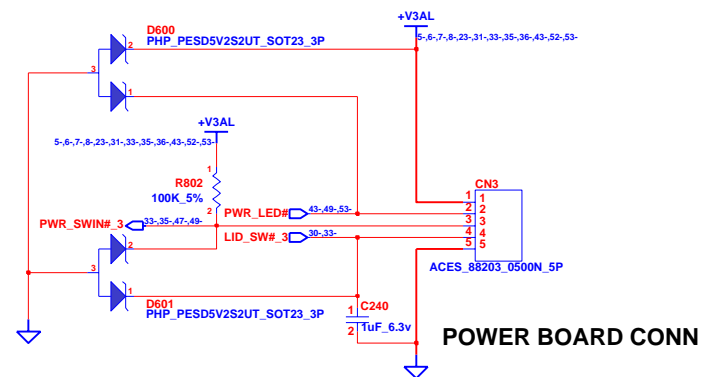 +V3AL
5-,6-,7-,8-,23-,31-,33-,35-,36-,43-,52-,53-
D600
PHP_PESD5V2S2UT_SOT23_3P
2
3
1
+V3AL
5-,6-,7-,8-,23-,31-,33-,35-,36-,43-,52-,53-
1
R802
100K_5%
2
CN3
1 1
PWR_LED# 43-,49-,53- 2 2
PWR_SWIN#_3 33-,35-,47-,49- 3 3
LID_SW#_3 30-,33- 4 4
5 5
2
3
ACES_88203_0500N_5P
1
D601
PHP_PESD5V2S2UT_SOT23_3P
C240
1
2
1uF_6.3v
POWER BOARD CONN